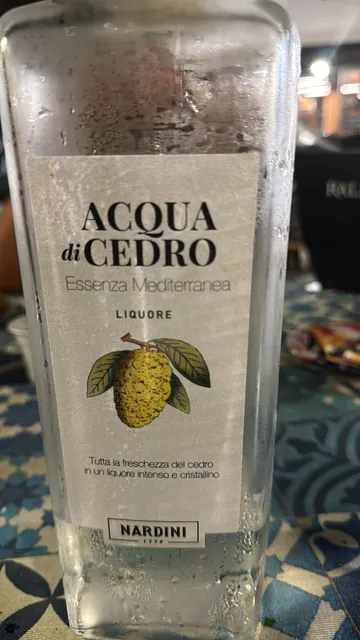 ACQUA
di CEDRO
Essenza Mediterranea
LIQUORE
Tutta la freschezza del cedro
in un liquore intenso e cristallino
NARDINI
1779